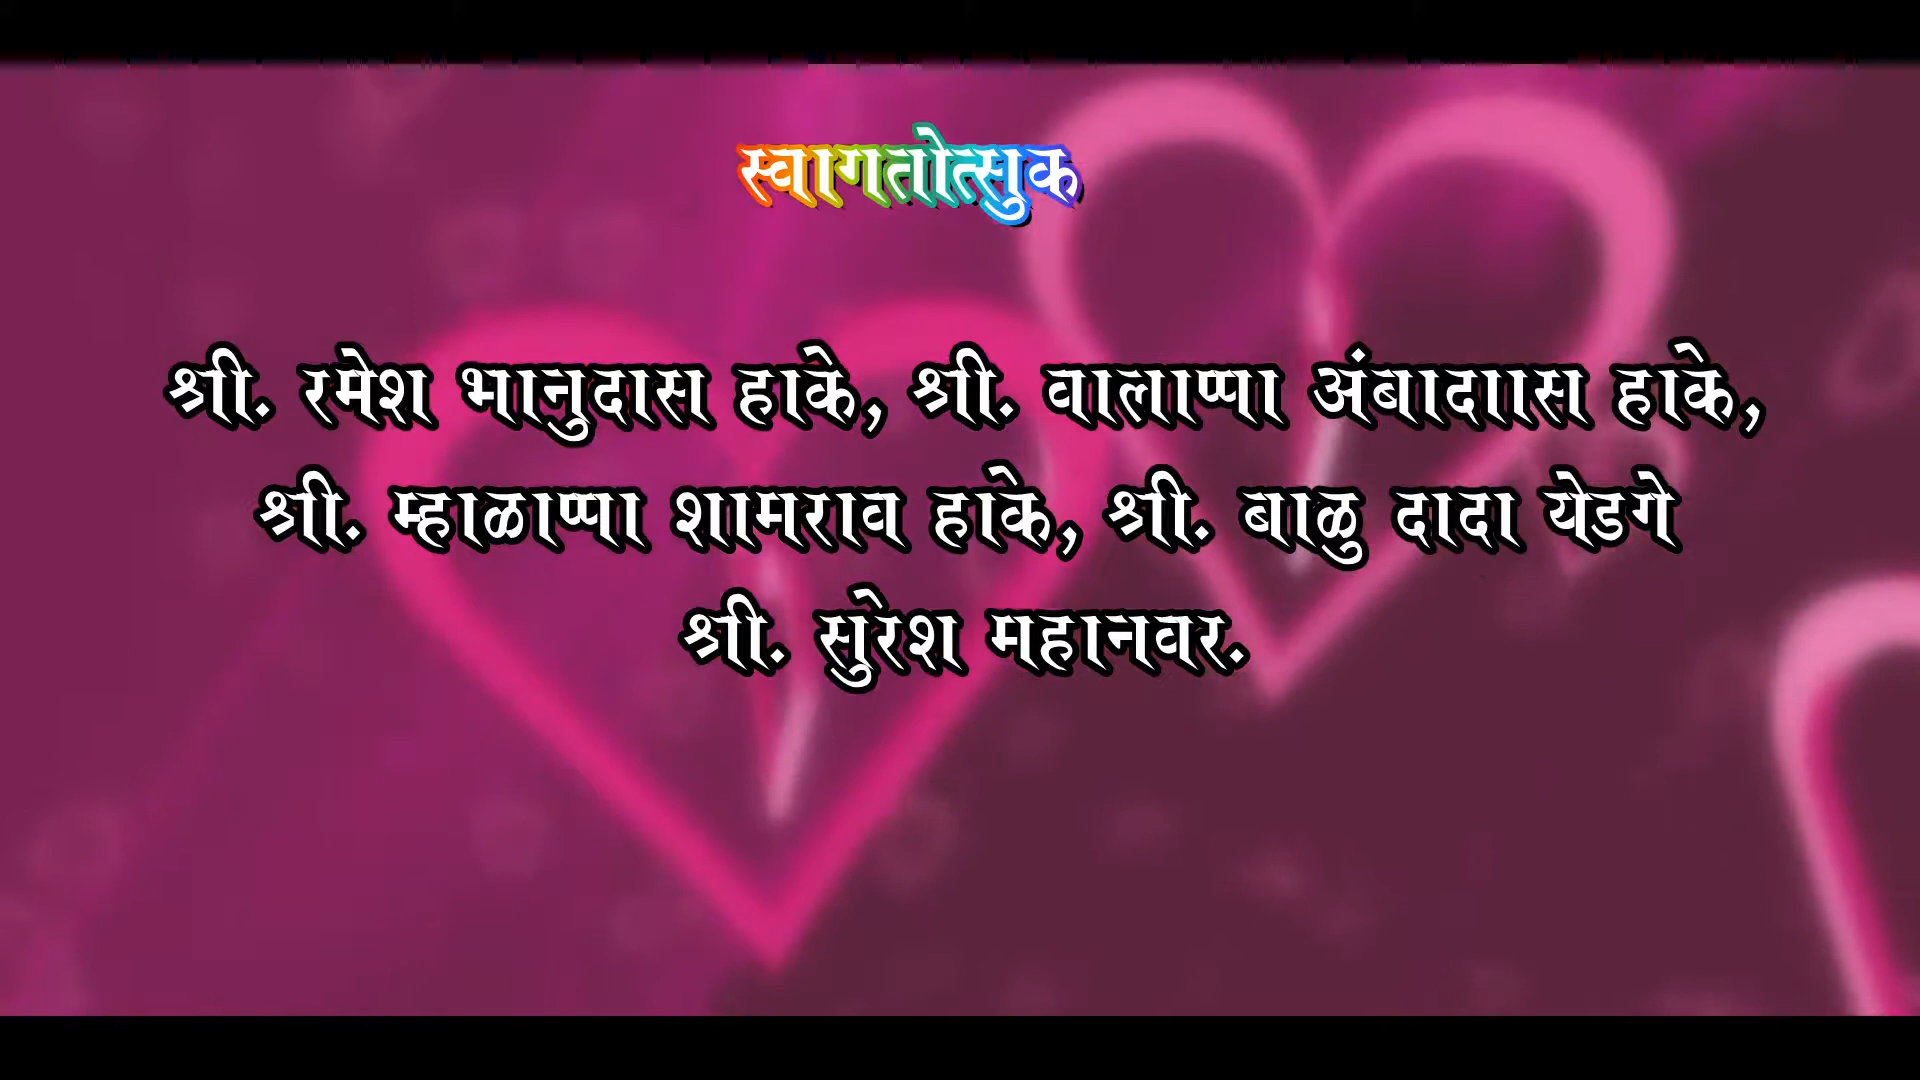 स्वागतोत्सुक
श्री. रमेश भानुदास हाके, श्री. वालाप्पा अंबादाास हाके,
श्री. म्हाळाप्पा शामराव हाके, श्री. बाळु दादा येडगे
श्री. सुरेश महानवर.